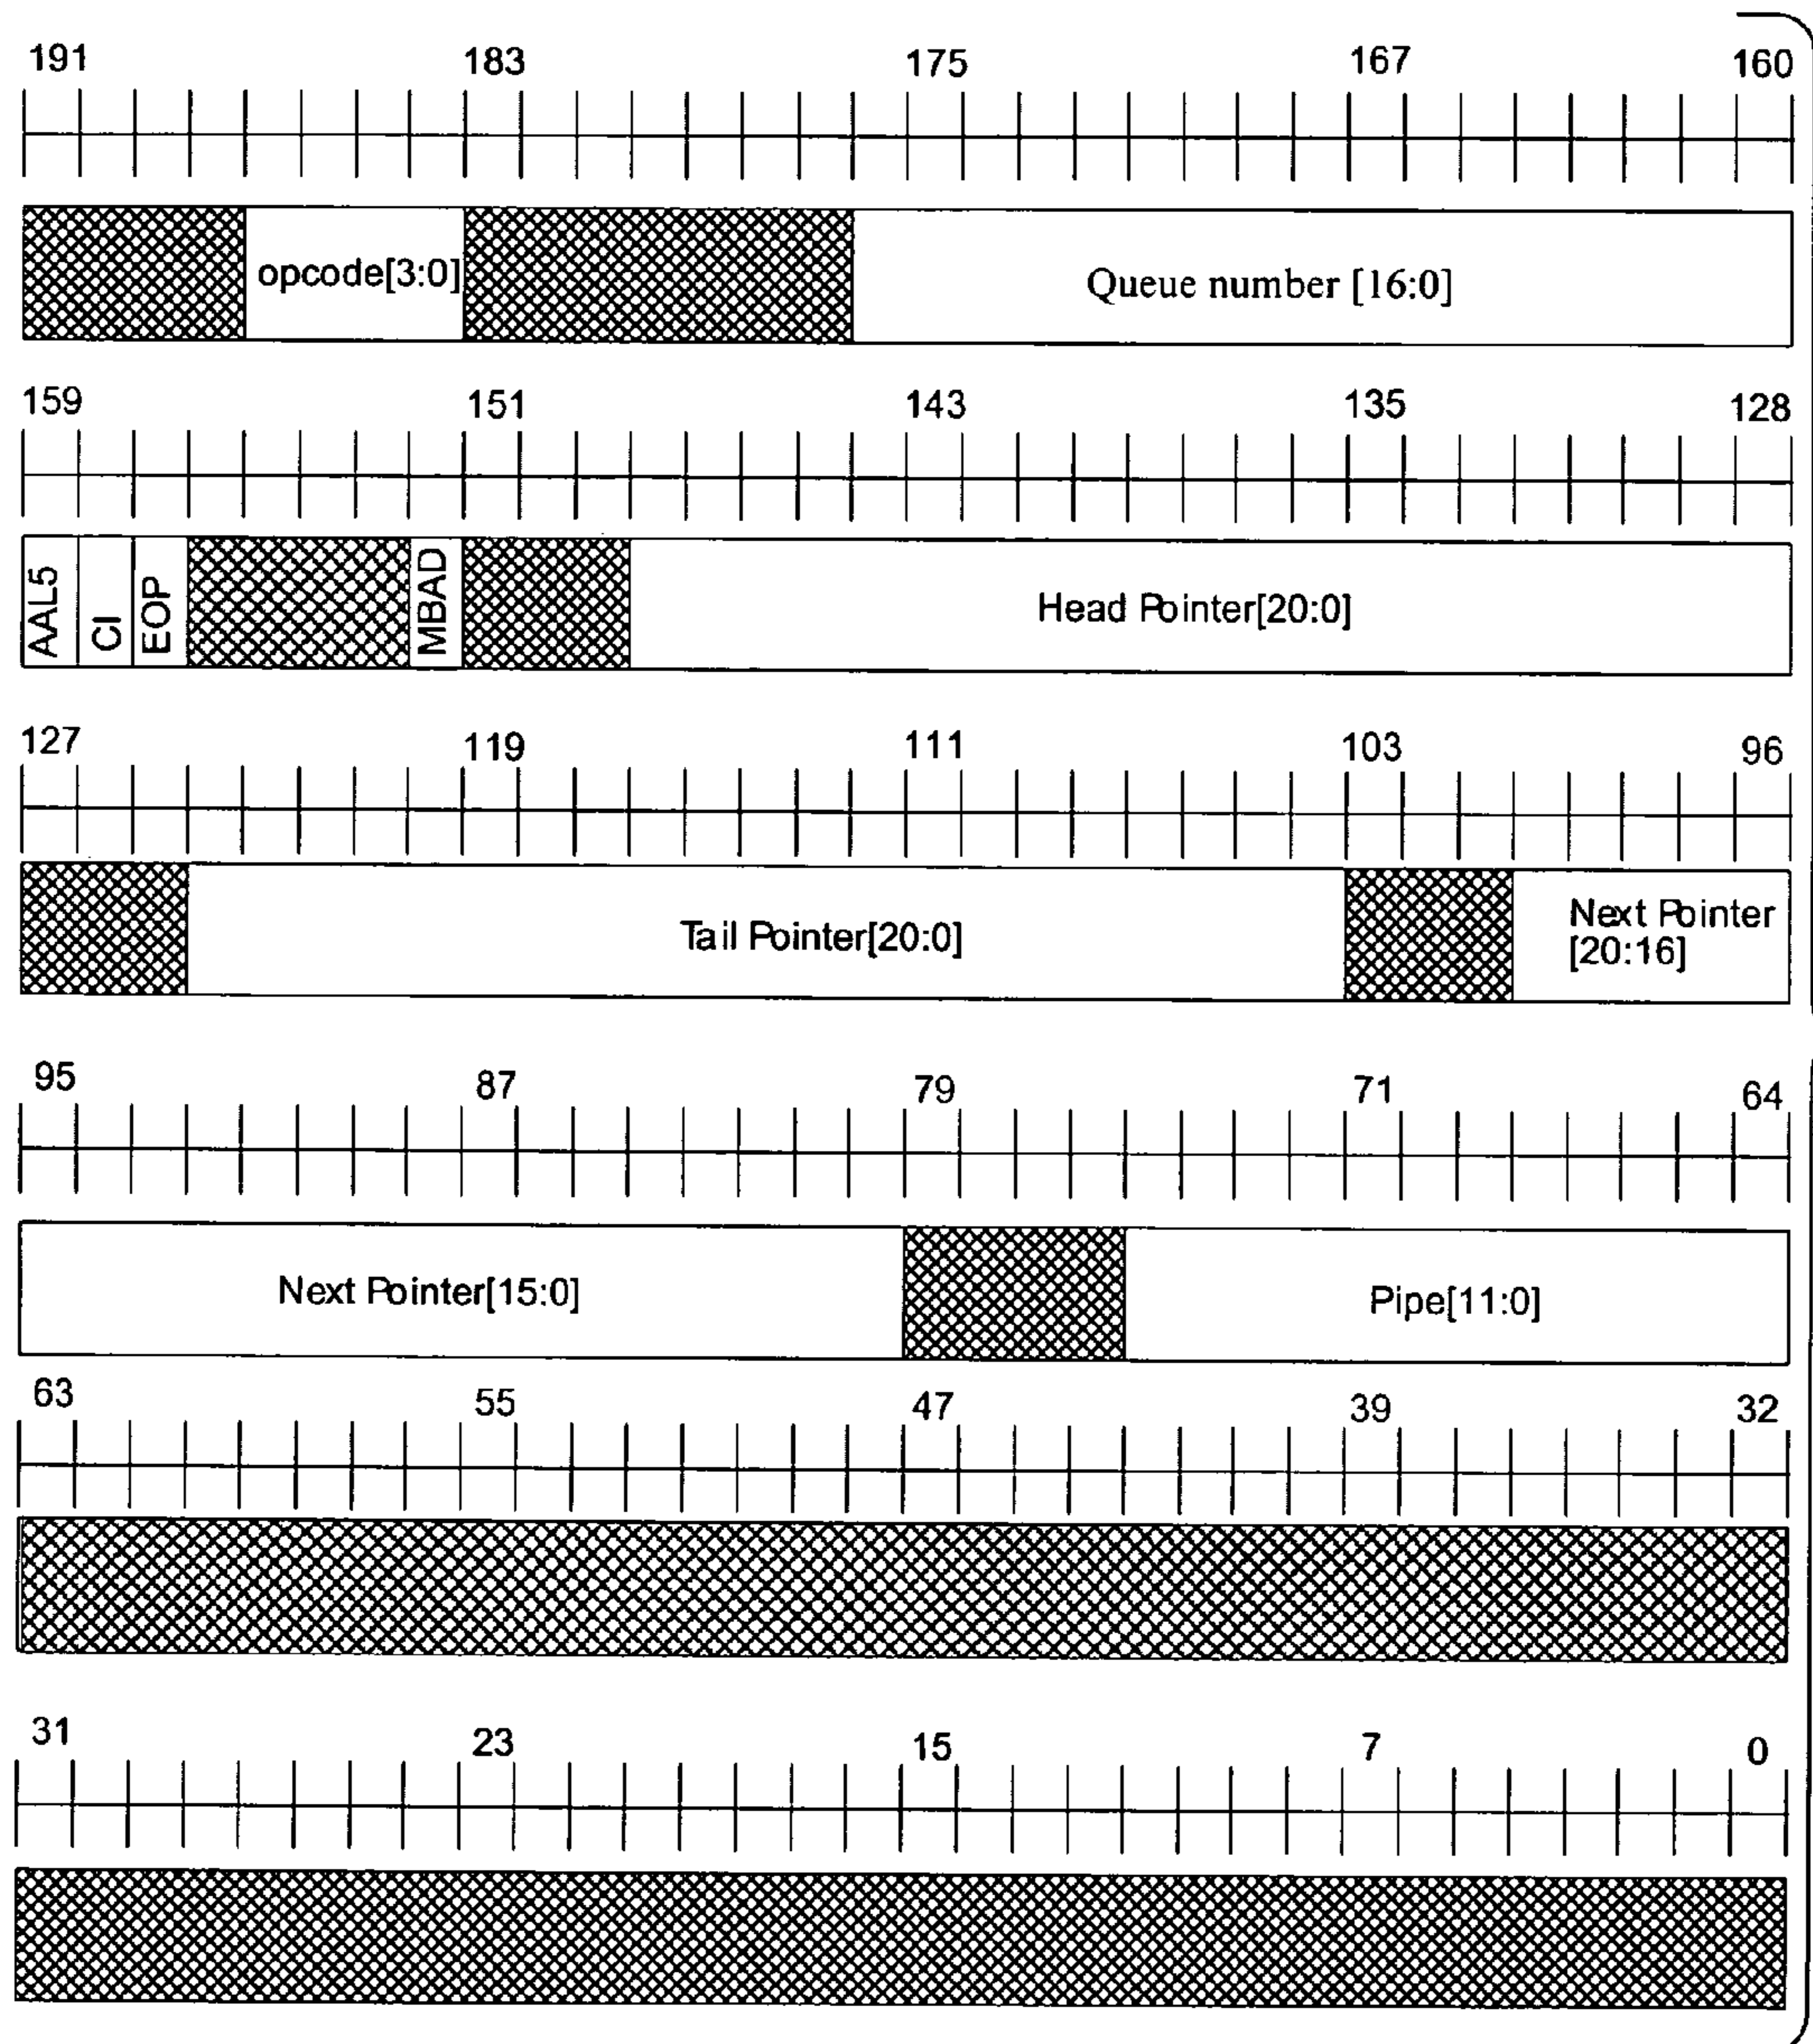 191 183 175 167 160
opcode[3:0] Queue number [16:0]
159 151 143 135 128
AAL5 CI EOP MBAD Head Pointer[20:0]
127 119 111 103 96
Tail Pointer[20:0] Next Pointer
[20:16]
95 87 79 71 64
Next Pointer[15:0] Pipe[11:0]
63 55 47 39 32
31 23 15 7 0